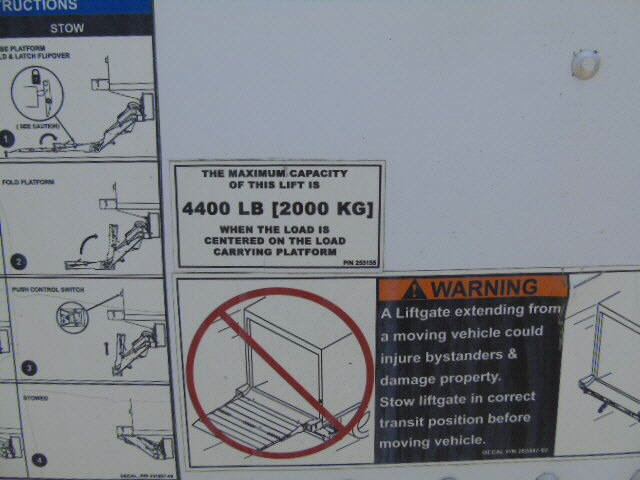 RUCTIONS
STOW
SE PLATFORM
LD & LATCH FLIPOVER
(SEE CAUTION)
1
FOLD PLATFORM
2
PUSH CONTROL SWITCH
3
STOWED
4
THE MAXIMUM CAPACITY
OF THIS LIFT IS
4400 LB [2000 KG]
WHEN THE LOAD IS
CENTERED ON THE LOAD
CARRYING PLATFORM
P/N 253155
WARNING
A Liftgate extending from
a moving vehicle could
injure bystanders &
damage property.
Stow liftgate in correct
transit position before
moving vehicle.